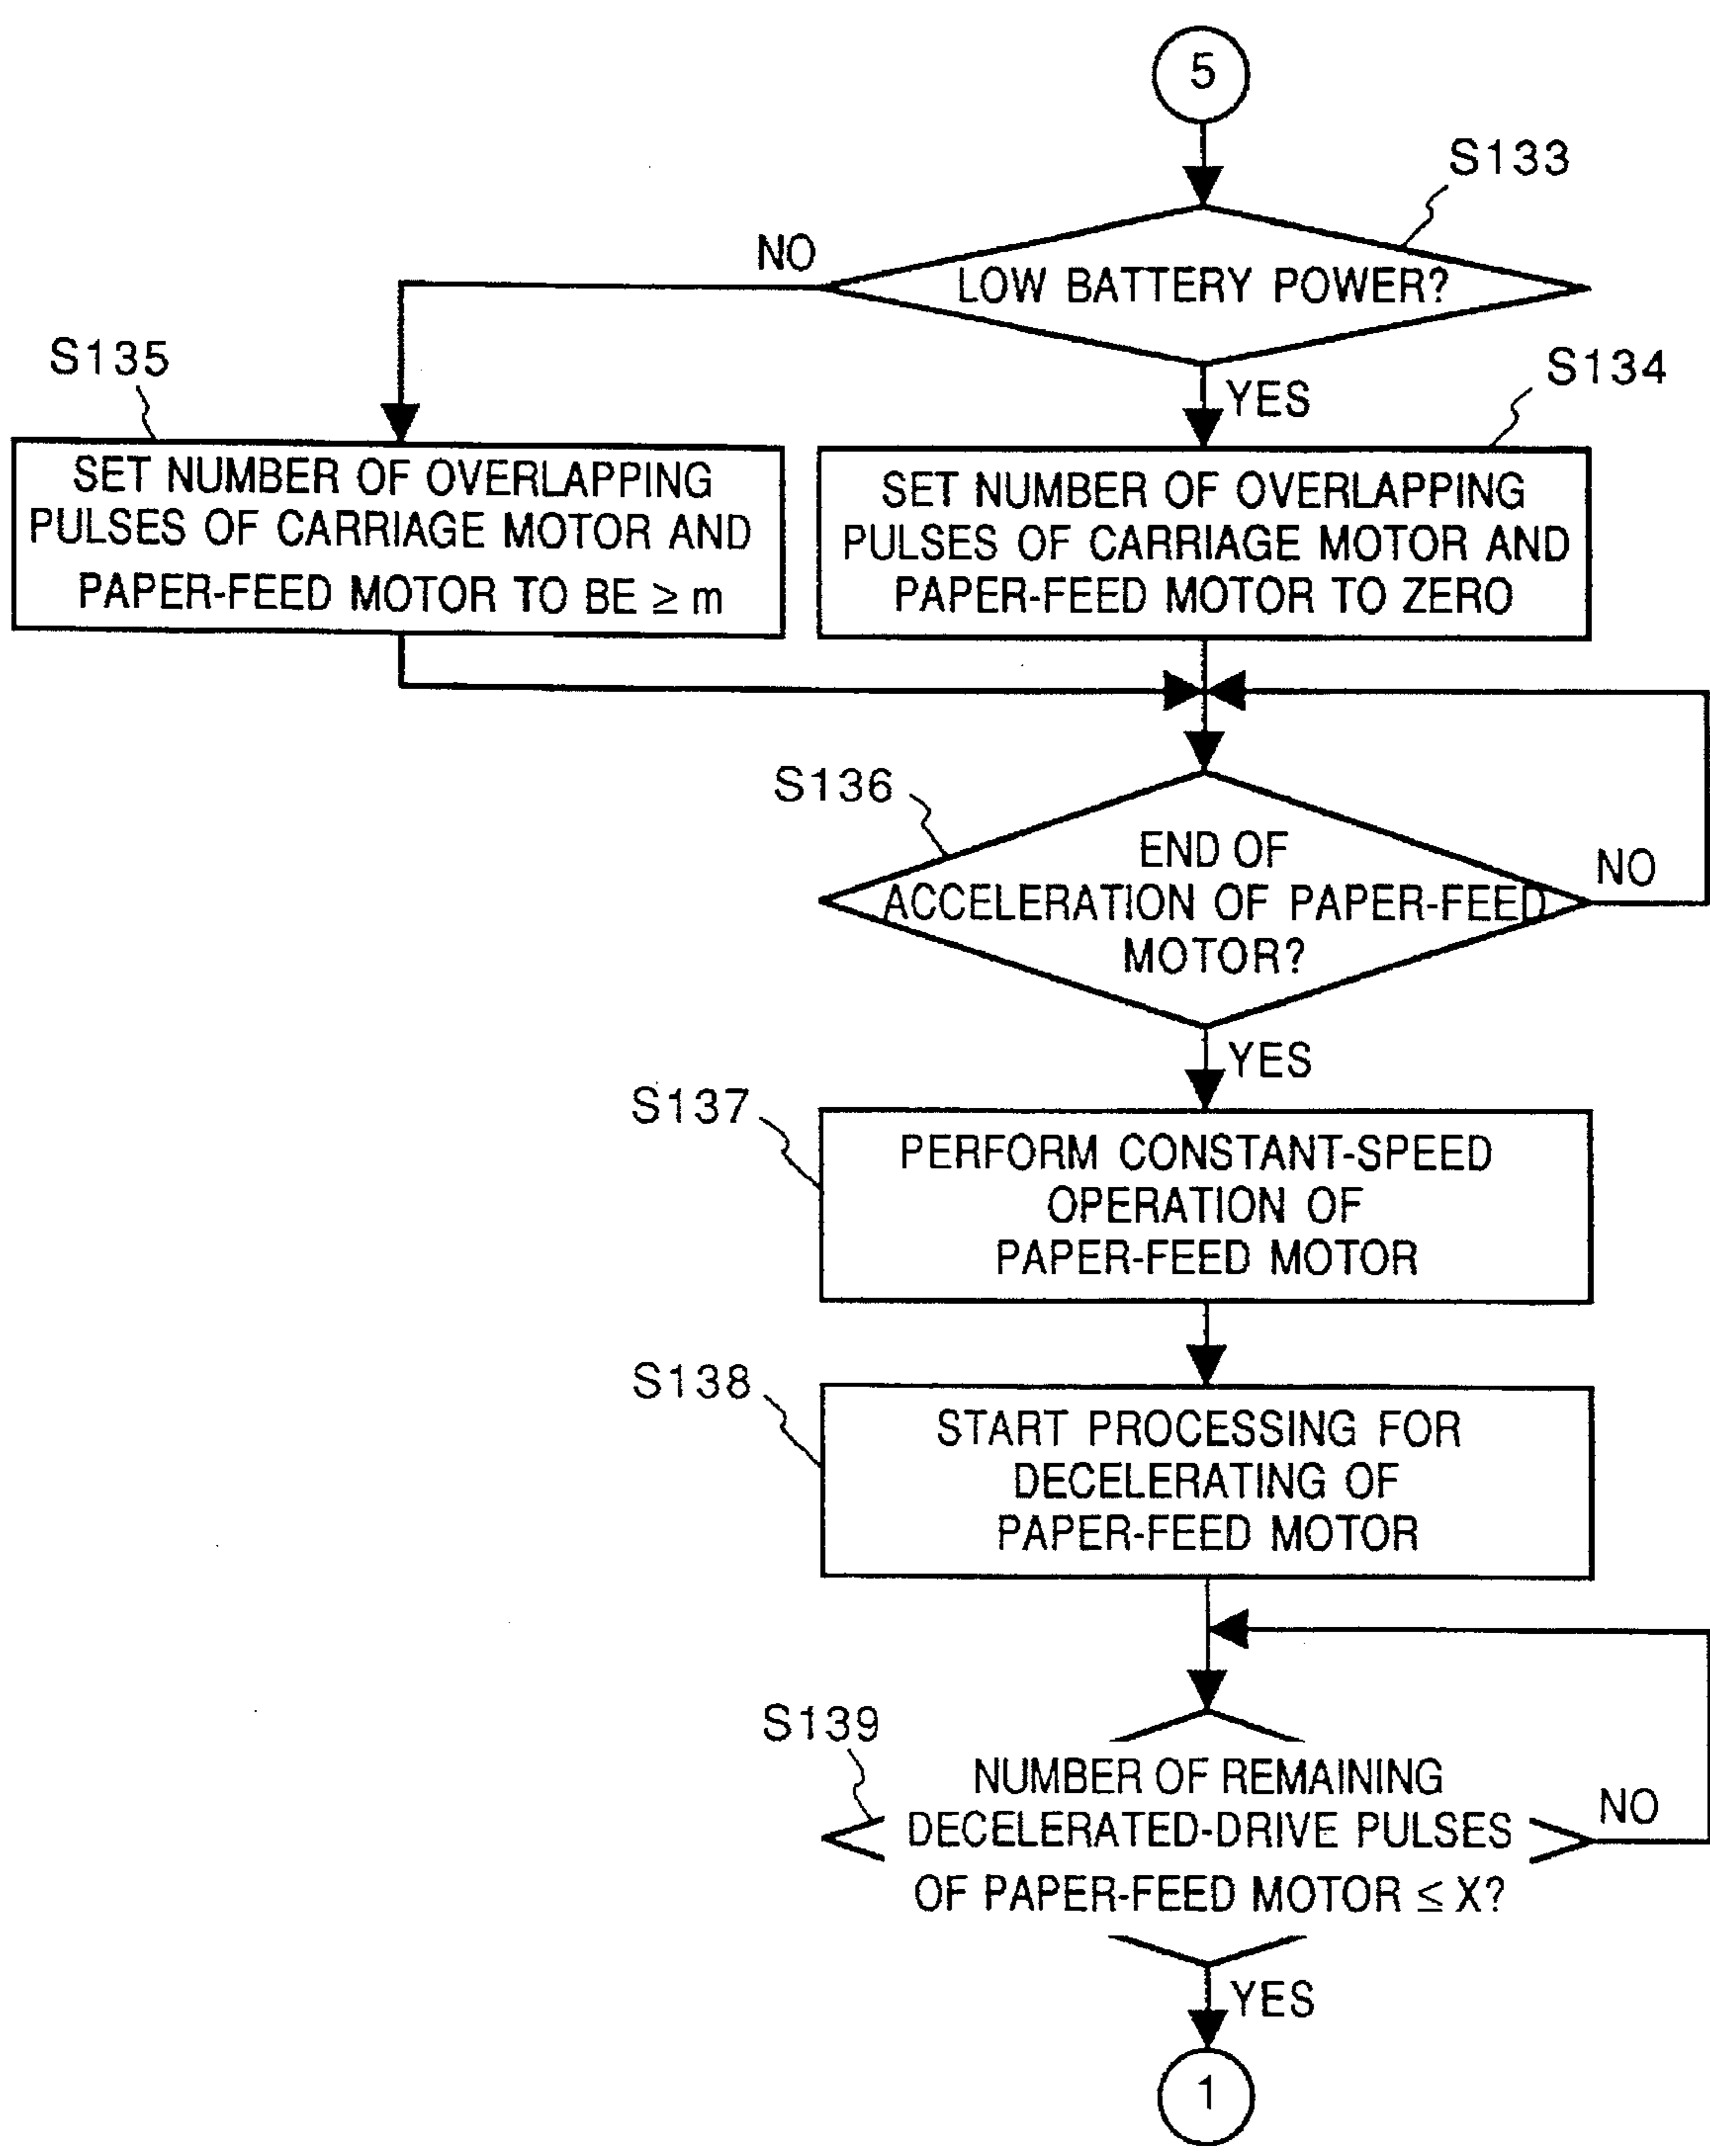 5
S133
NO
LOW BATTERY POWER?
S135
S134
YES
SET NUMBER OF OVERLAPPING
PULSES OF CARRIAGE MOTOR AND
PAPER-FEED MOTOR TO BE ≥ m
SET NUMBER OF OVERLAPPING
PULSES OF CARRIAGE MOTOR AND
PAPER-FEED MOTOR TO ZERO
S136
END OF
ACCELERATION OF PAPER-FEED
MOTOR?
NO
YES
S137
PERFORM CONSTANT-SPEED
OPERATION OF
PAPER-FEED MOTOR
S138
START PROCESSING FOR
DECELERATING OF
PAPER-FEED MOTOR
S139
NUMBER OF REMAINING
DECELERATED-DRIVE PULSES
OF PAPER-FEED MOTOR ≤ X?
NO
YES
1